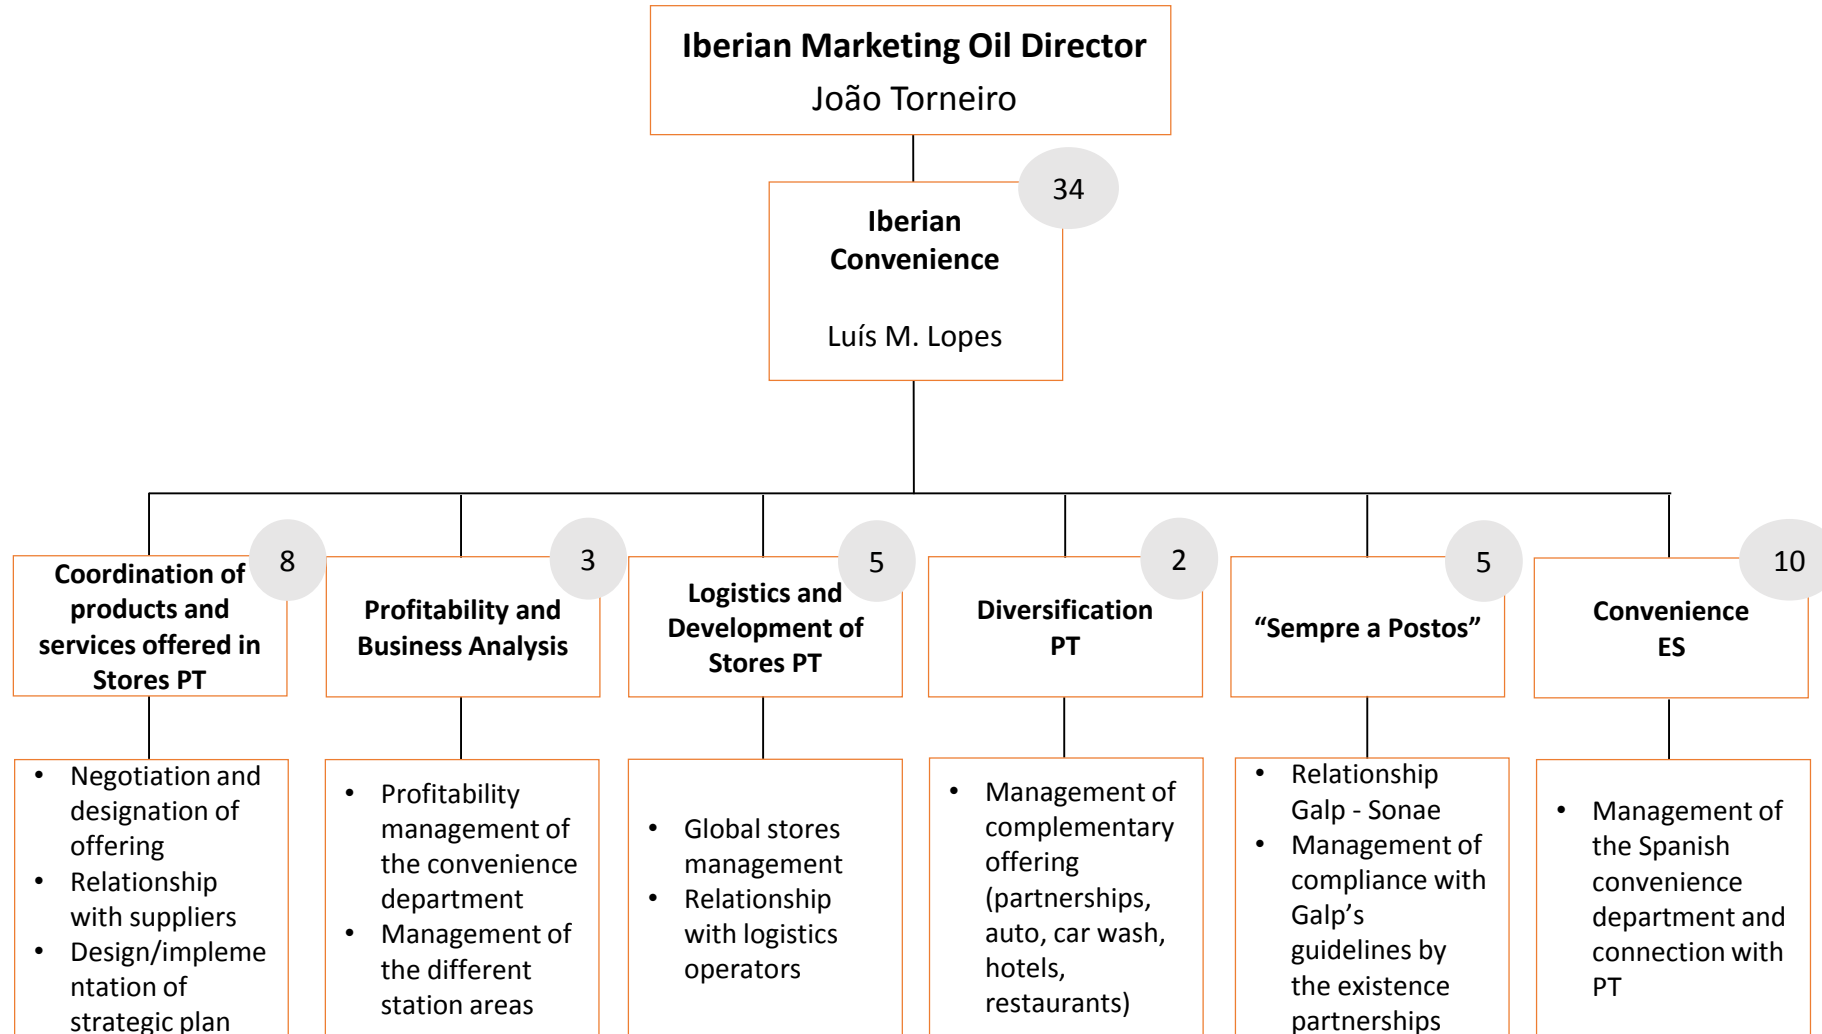 Iberian Marketing Oil Director
João Torneiro
34
Iberian
Convenience
Luís M. Lopes
8
Coordination of
products and
services offered in
Stores PT
3
Profitability and
Business Analysis
5
Logistics and
Development of
Stores PT
2
Diversification
PT
5
“Sempre a Postos”
10
Convenience
ES
• Negotiation and
designation of
offering
• Relationship
with suppliers
• Design/impleme
ntation of
strategic plan
• Profitability
management of
the convenience
department
• Management of
the different
station areas
• Global stores
management
• Relationship
with logistics
operators
• Management of
complementary
offering
(partnerships,
auto, car wash,
hotels,
restaurants)
• Relationship
Galp - Sonae
• Management of
compliance with
Galp’s
guidelines by
the existence
partnerships
• Management of
the Spanish
convenience
department and
connection with
PT